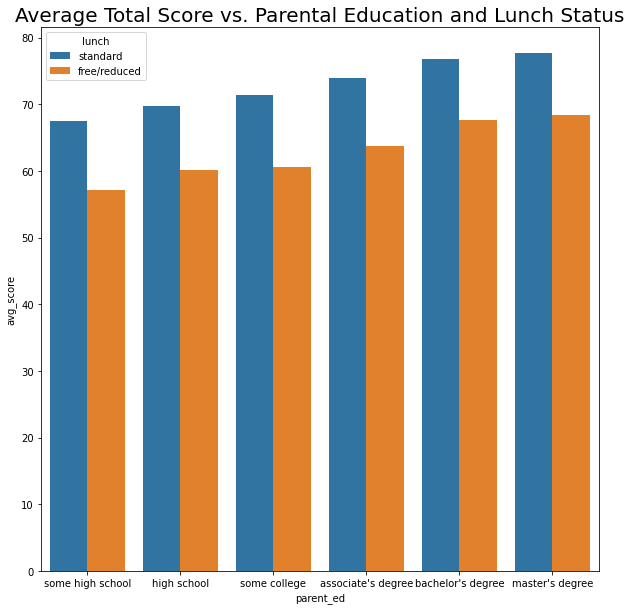 Average Total Score vs. Parental Education and Lunch Status
lunch
standard
free/reduced
80
70
60
50
40
30
20
10
0
avg_score
some high school
high school
some college
associate's degree
bachelor's degree
master's degree
parent_ed